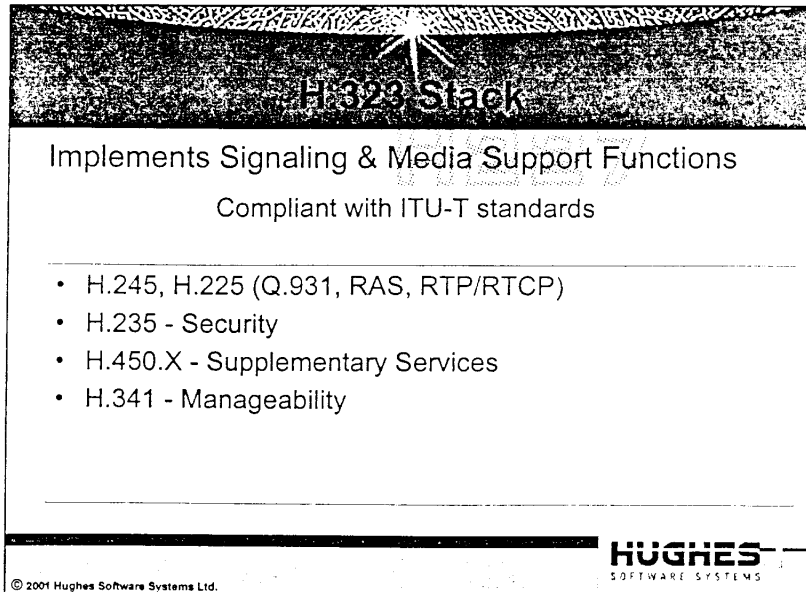 H.323 Stack
Implements Signaling & Media Support Functions
Compliant with ITU-T standards
• H.245, H.225 (Q.931, RAS, RTP/RTCP)
• H.235 - Security
• H.450.X - Supplementary Services
• H.341 - Manageability
HUGHES
SOFTWARE SYSTEMS
© 2001 Hughes Software Systems Ltd.